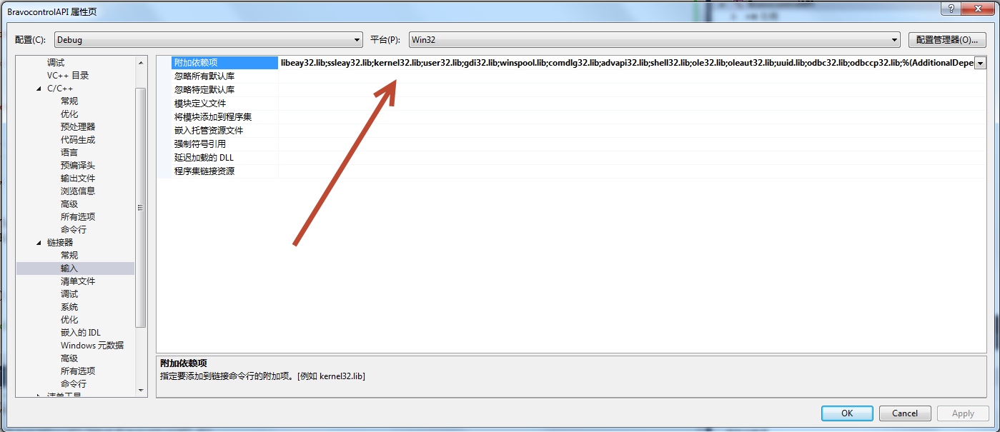 BravocontrolAPI 属性页
配置(C): Debug 平台(P): Win32 配置管理器(O)...
调试
VC++ 目录
C/C++
常规
优化
预处理器
代码生成
语言
预编译头
输出文件
浏览信息
高级
所有选项
命令行
链接器
常规
输入
清单文件
调试
系统
优化
嵌入的 IDL
Windows 元数据
高级
所有选项
命令行
清单工具
附加依赖项 libeay32.lib;ssleay32.lib;kernel32.lib;user32.lib;gdi32.lib;winspool.lib;comdlg32.lib;advapi32.lib;shell32.lib;ole32.lib;oleaut32.lib;uuid.lib;odbc32.lib;odbccp32.lib;%(AdditionalDepe
忽略所有默认库
忽略特定默认库
模块定义文件
将模块添加到程序集
嵌入托管资源文件
强制符号引用
延迟加载的 DLL
程序集链接资源
附加依赖项
指定要添加到链接命令行的附加项。[例如 kernel32.lib]
OK Cancel Apply